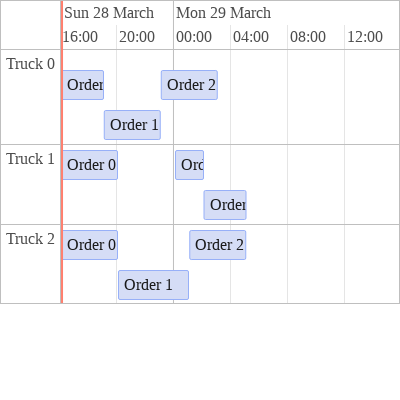 Sun 28 March Mon 29 March
16:00 20:00 00:00 04:00 08:00 12:00
Truck 0
Order Order 2
Order 1
Truck 1
Order 0 Ord
Order
Truck 2
Order 0 Order 2
Order 1